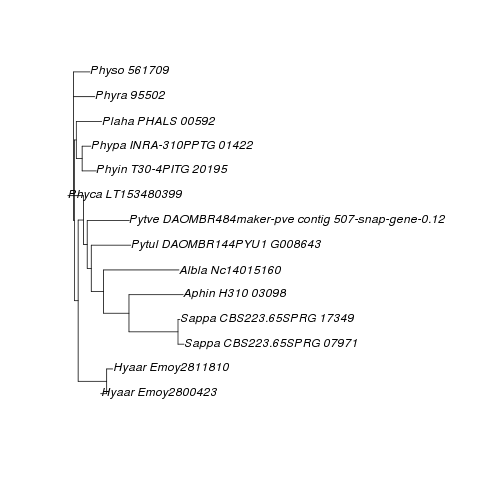 Physo 561709
Phyra 95502
Plaha PHALS 00592
Phypa INRA-310PPTG 01422
Phyin T30-4PITG 20195
Phyca LT153480399
Pytve DAOMBR484maker-pve contig 507-snap-gene-0.12
Pytul DAOMBR144PYU1 G008643
Albla Nc14015160
Aphin H310 03098
Sappa CBS223.65SPRG 17349
Sappa CBS223.65SPRG 07971
Hyaar Emoy2811810
Hyaar Emoy2800423